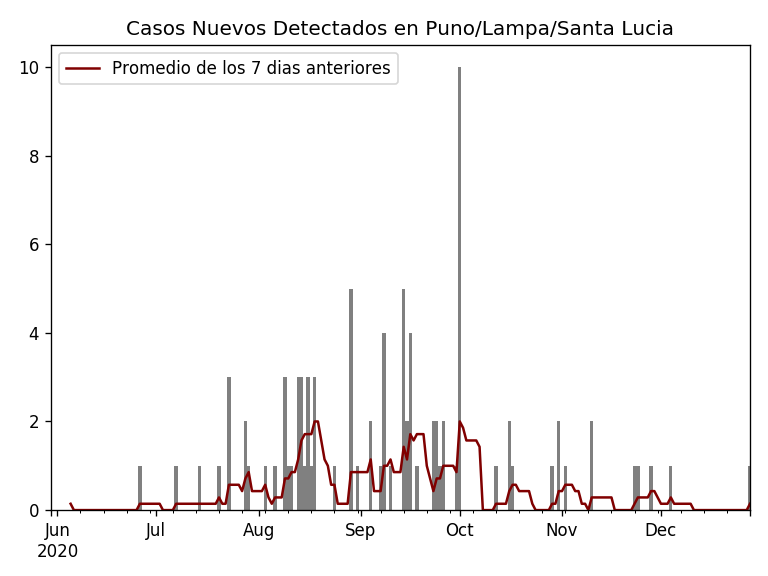 Casos Nuevos Detectados en Puno/Lampa/Santa Lucia
Promedio de los 7 dias anteriores
10
8
6
4
2
0
Jun Jul Aug Sep Oct Nov Dec
2020